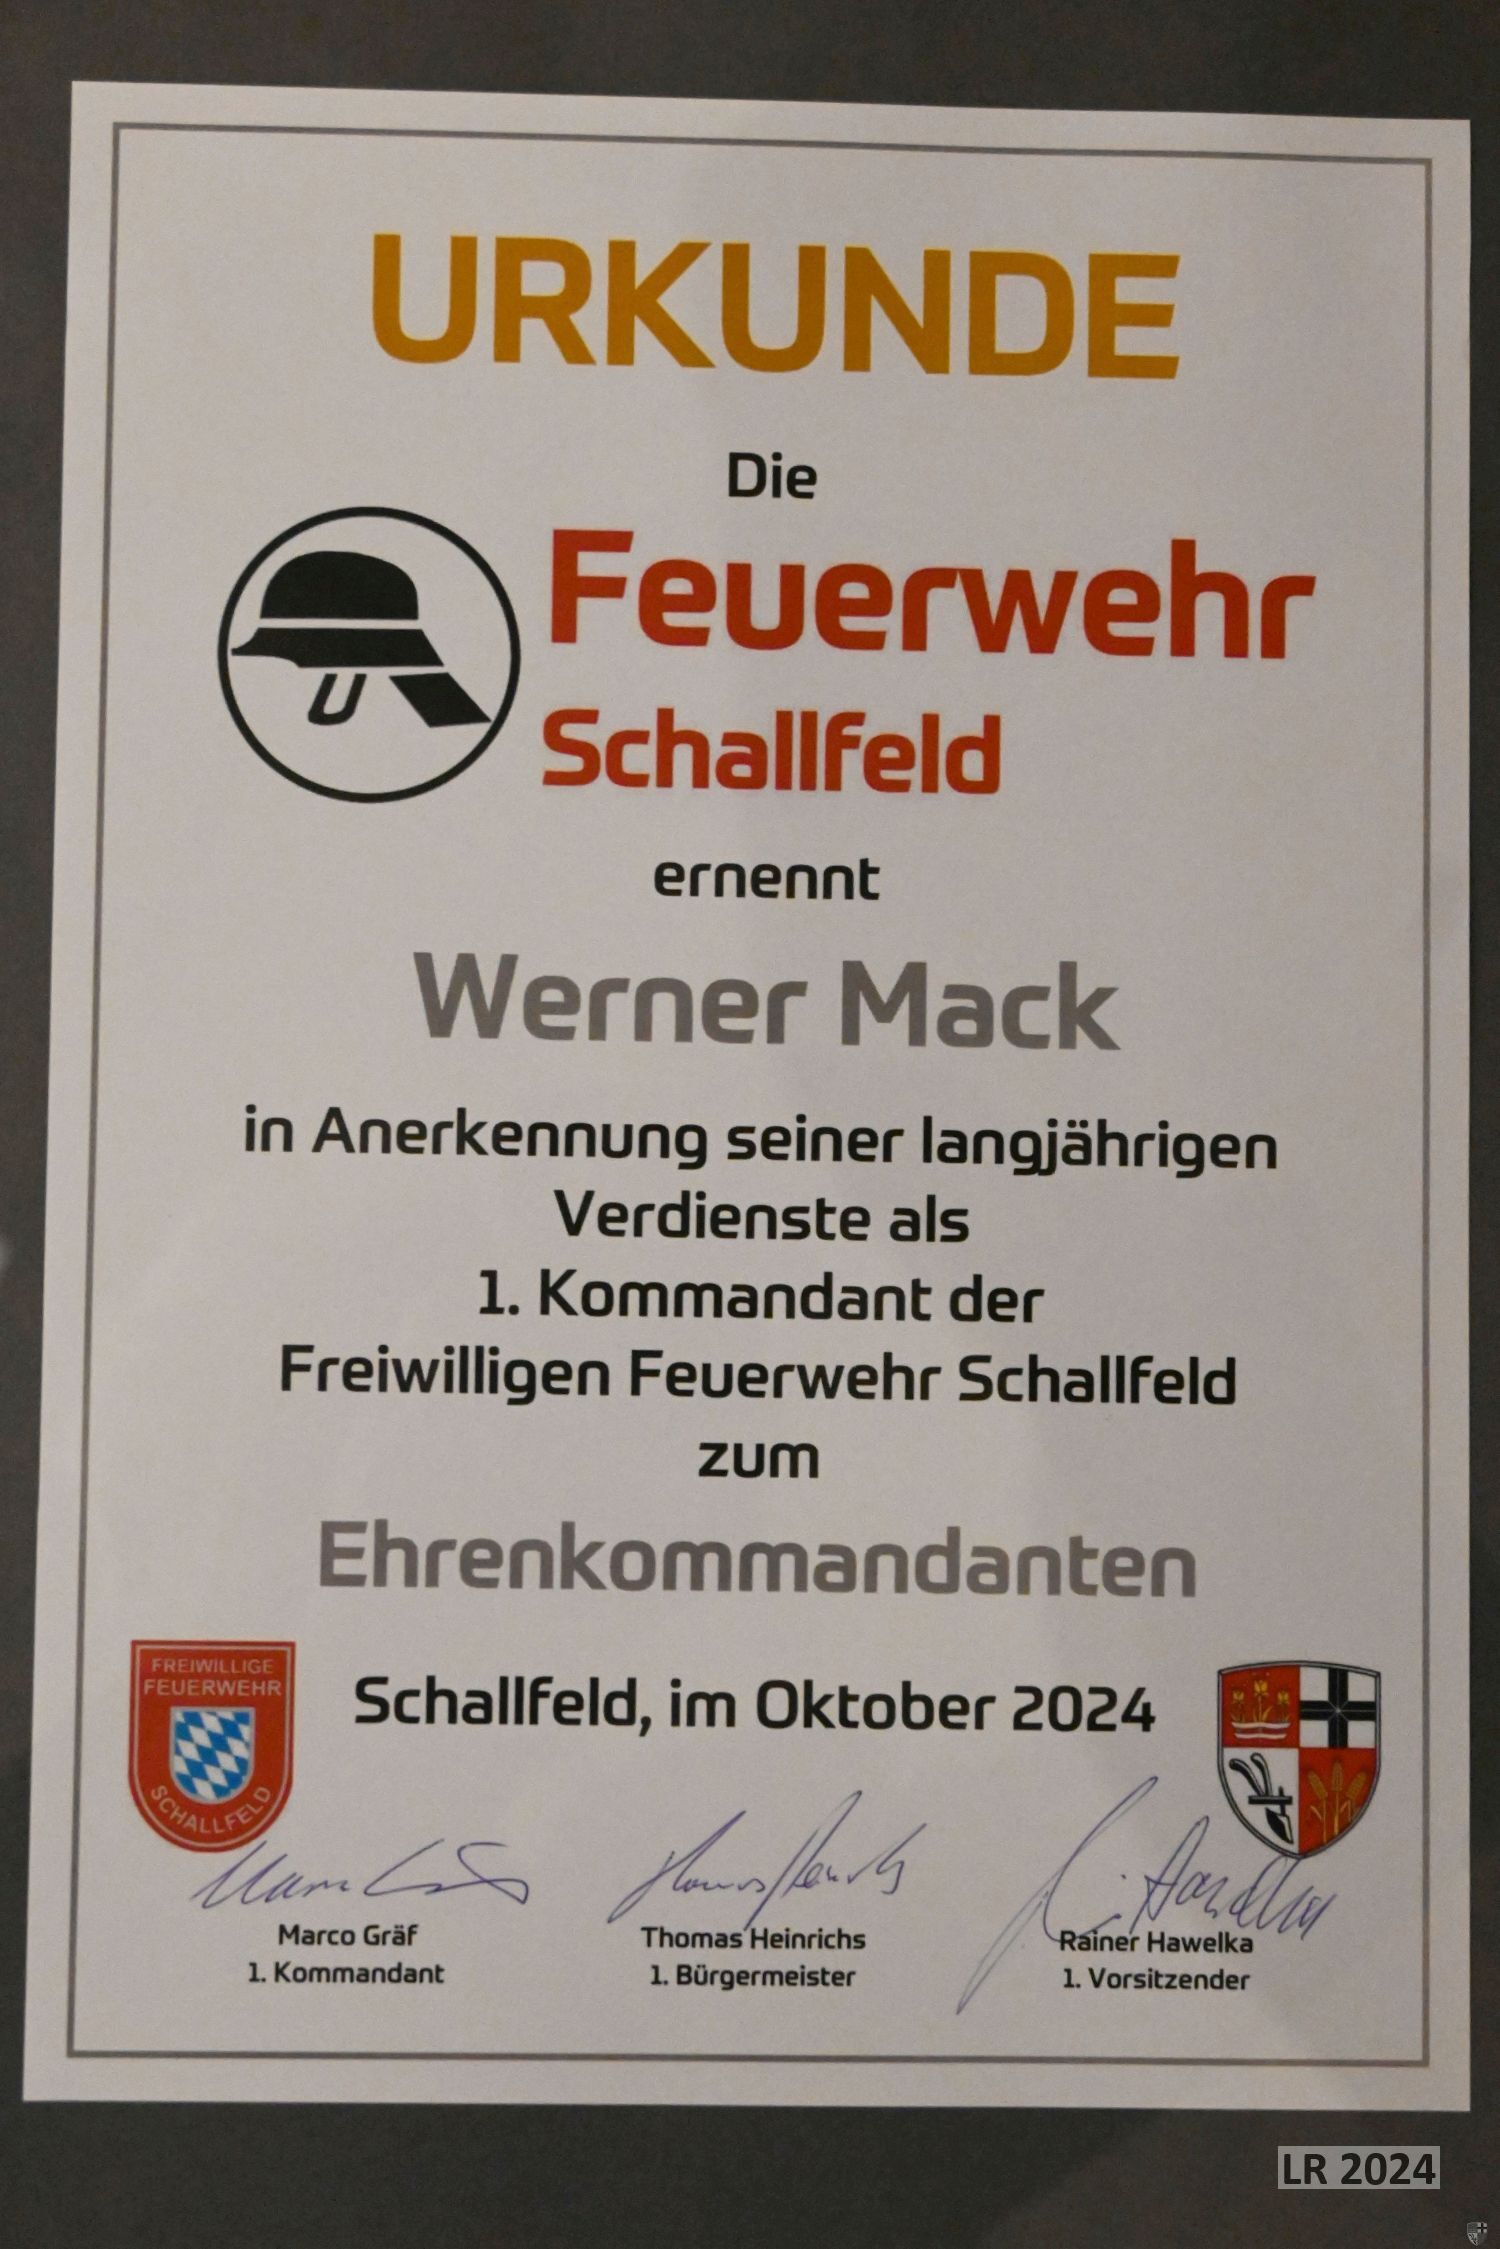 URKUNDE
Die
Feuerwehr
Schallfeld
ernennt
Werner Mack
in Anerkennung seiner langjährigen
Verdienste als
1. Kommandant der
Freiwilligen Feuerwehr Schallfeld
zum
Ehrenkommandanten
FREIWILLIGE
FEUERWEHR
SCHALLFELD
Schallfeld, im Oktober 2024
Marco Gräf
1. Kommandant
Thomas Heinrichs
1. Bürgermeister
Rainer Hawelka
1. Vorsitzender
LR 2024